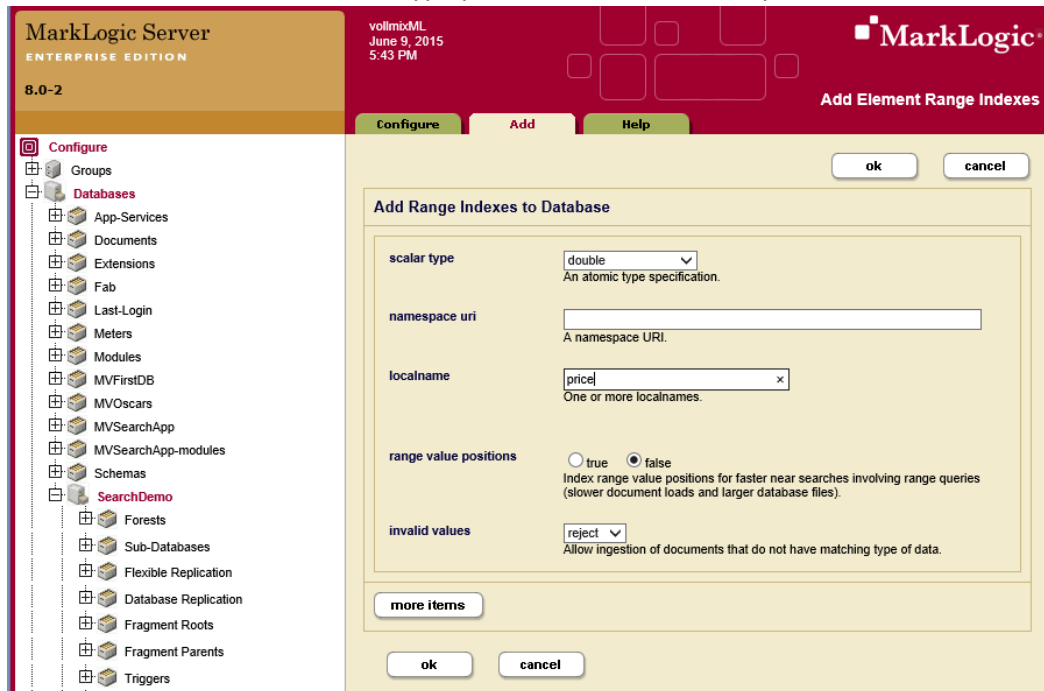 MarkLogic Server
ENTERPRISE EDITION
8.0-2
vollmixML
June 9, 2015
5:43 PM
MarkLogic
Add Element Range Indexes
Configure
Add
Help
Configure
Groups
Databases
App-Services
Documents
Extensions
Fab
Last-Login
Meters
Modules
MVFirstDB
MVOscars
MVSearchApp
MVSearchApp-modules
Schemas
SearchDemo
Forests
Sub-Databases
Flexible Replication
Database Replication
Fragment Roots
Fragment Parents
Triggers
ok cancel
Add Range Indexes to Database
scalar type double
An atomic type specification.
namespace uri
A namespace URI.
localname price ×
One or more localnames.
range value positions true false
Index range value positions for faster near searches involving range queries
(slower document loads and larger database files).
invalid values reject
Allow ingestion of documents that do not have matching type of data.
more items
ok cancel